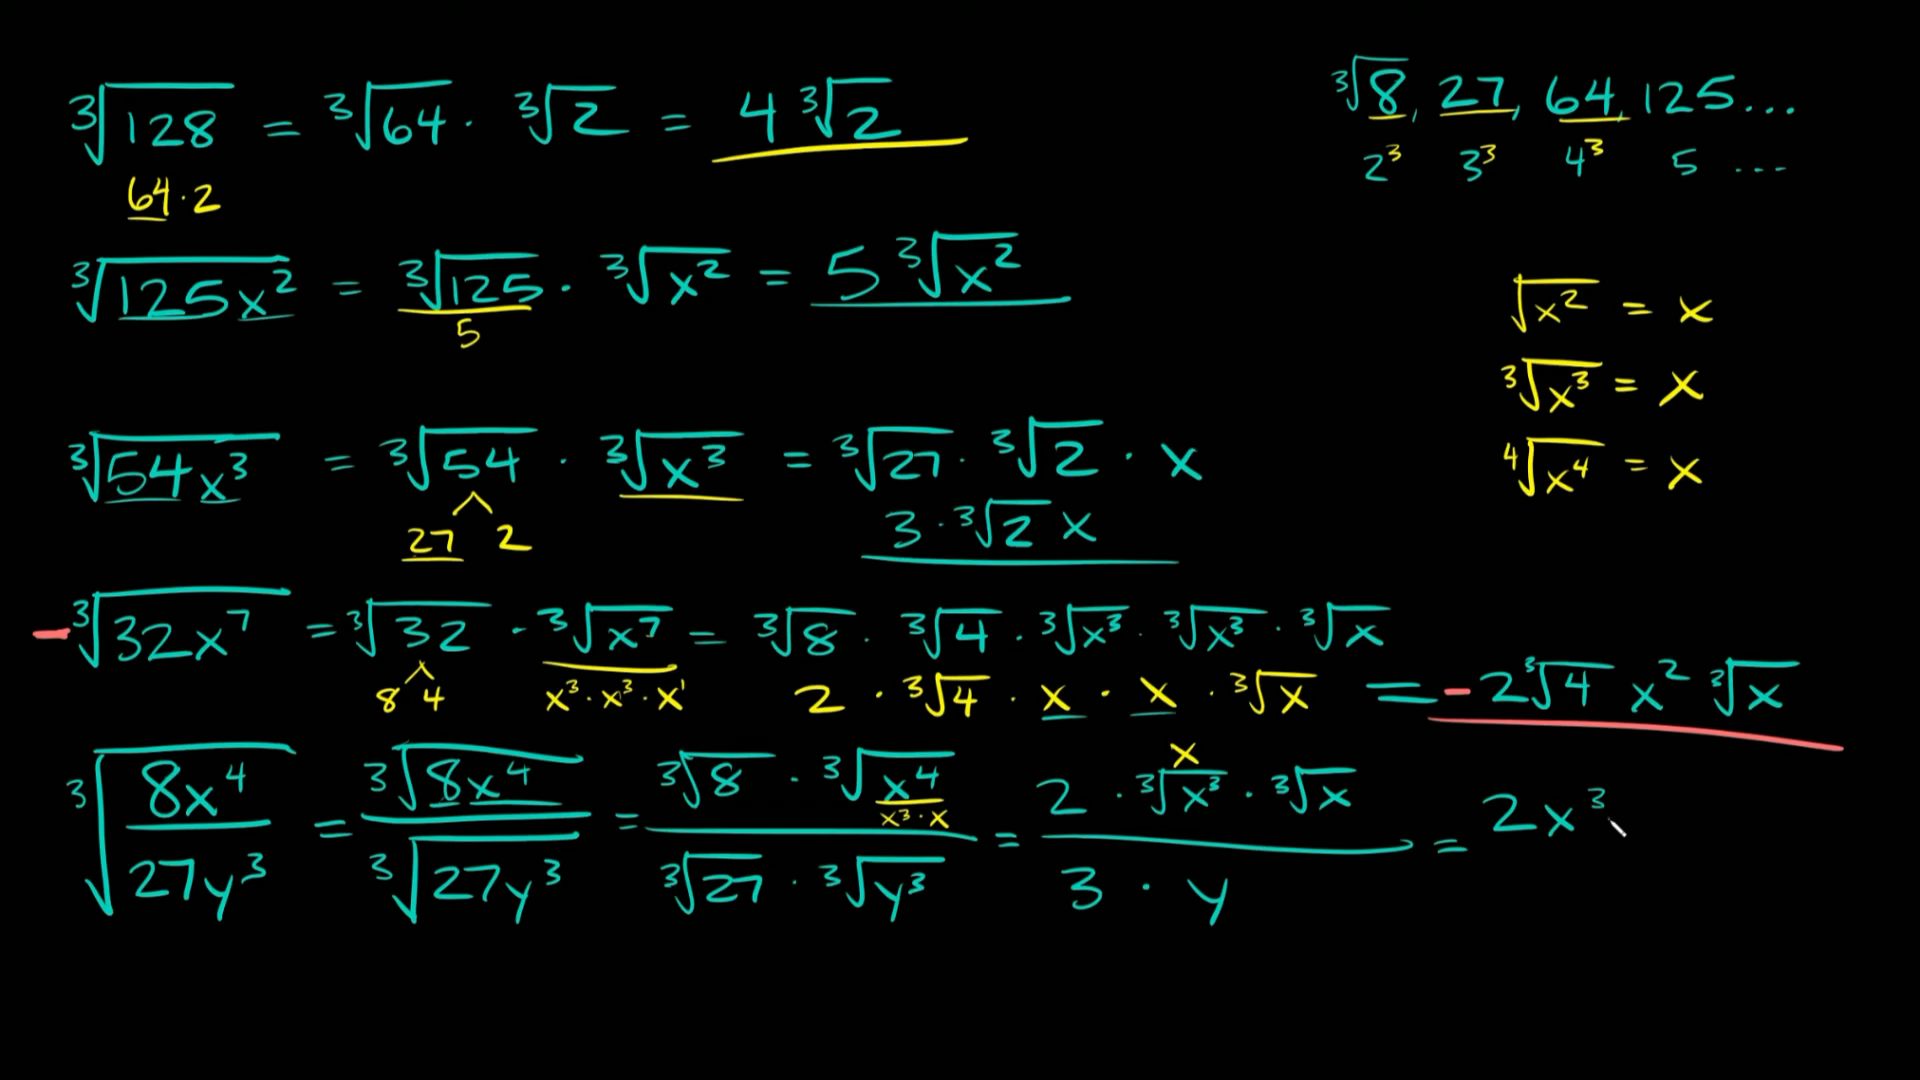 ∛128 = ∛64 · ∛2 = 4∛2
64·2
∛8, 27, 64, 125...
2³ 3³ 4³ 5 ...
∛125x² = ∛125 · ∛x² = 5∛x²
5
√x² = x
∛x³ = x
∜x⁴ = x
∛54x³ = ∛54 · ∛x³ = ∛27 · ∛2 · x
27 2
3·∛2 x
-∛32x⁷ = ∛32 · ∛x⁷ = ∛8 · ∛4 · ∛x³ · ∛x³ · ∛x
8 4 x³·x³·x¹ 2 · ∛4 · x · x · ∛x = -2∛4 x² ∛x
x
∛(8x⁴/27y³) = ∛8x⁴/∛27y³ = (∛8 · ∛x⁴)/(∛27 · ∛y³) = (2 · ∛x³ · ∛x)/(3 · y) = 2x³
x³·x